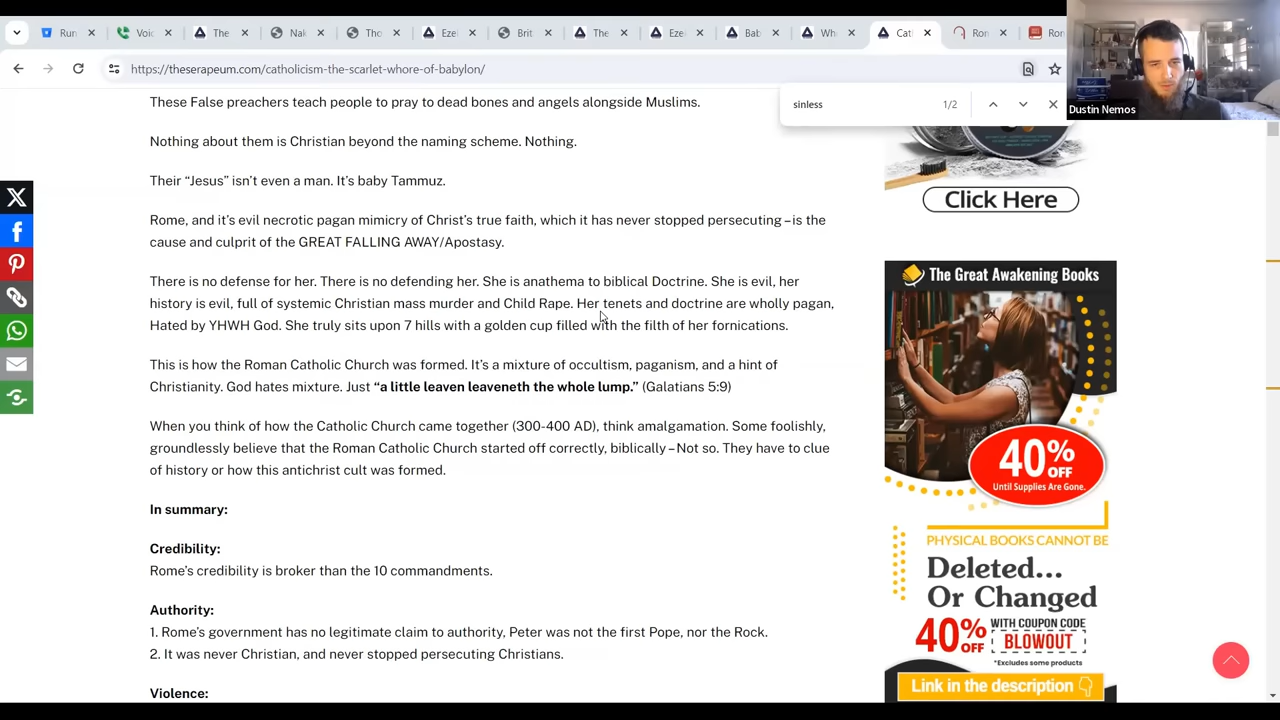 Run
Voic
The
Nak
Tho
Eze
Brit
The
Eze
Bab
Wh
Cat
Ron
Rom
https://theserapeum.com/catholicism-the-scarlet-whore-of-babylon/
sinless
1/2
Dustin Nemos
These False preachers teach people to pray to dead bones and angels alongside Muslims.
Nothing about them is Christian beyond the naming scheme. Nothing.
Their “Jesus” isn’t even a man. It’s baby Tammuz.
Rome, and it’s evil necrotic pagan mimicry of Christ’s true faith, which it has never stopped persecuting – is the
cause and culprit of the GREAT FALLING AWAY/Apostasy.
There is no defense for her. There is no defending her. She is anathema to biblical Doctrine. She is evil, her
history is evil, full of systemic Christian mass murder and Child Rape. Her tenets and doctrine are wholly pagan,
Hated by YHWH God. She truly sits upon 7 hills with a golden cup filled with the filth of her fornications.
This is how the Roman Catholic Church was formed. It’s a mixture of occultism, paganism, and a hint of
Christianity. God hates mixture. Just “a little leaven leaveneth the whole lump.” (Galatians 5:9)
When you think of how the Catholic Church came together (300-400 AD), think amalgamation. Some foolishly,
groundlessly believe that the Roman Catholic Church started off correctly, biblically – Not so. They have to clue
of history or how this antichrist cult was formed.
In summary:
Credibility:
Rome’s credibility is broker than the 10 commandments.
Authority:
1. Rome’s government has no legitimate claim to authority, Peter was not the first Pope, nor the Rock.
2. It was never Christian, and never stopped persecuting Christians.
Violence:
Click Here
The Great Awakening Books
40%
OFF
Until Supplies Are Gone.
PHYSICAL BOOKS CANNOT BE
Deleted...
Or Changed
40%
OFF
WITH COUPON CODE
BLOWOUT
*Excludes some products
Link in the description